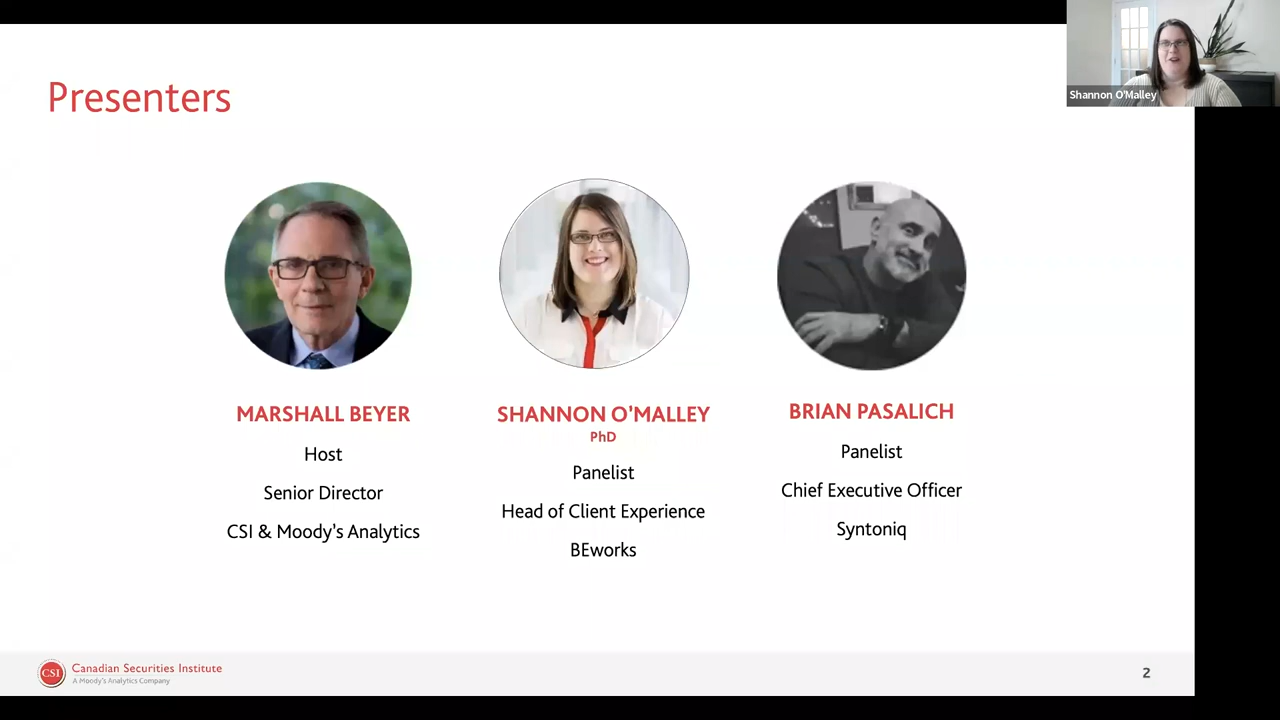 Presenters
Shannon O'Malley
MARSHALL BEYER
Host
Senior Director
CSI & Moody's Analytics
SHANNON O'MALLEY
PhD
Panelist
Head of Client Experience
BEworks
BRIAN PASALICH
Panelist
Chief Executive Officer
Syntoniq
CSI
Canadian Securities Institute
A Moody's Analytics Company
2